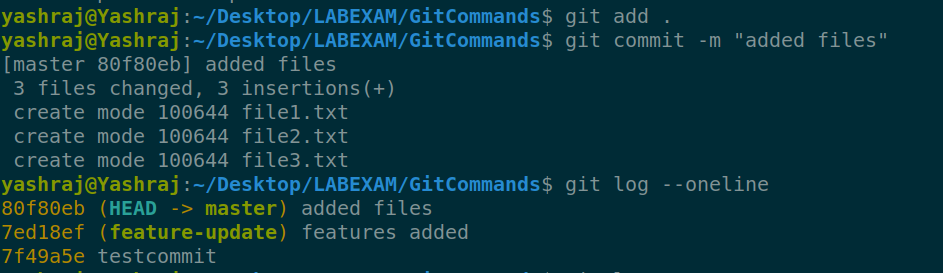 yashraj@Yashraj:~/Desktop/LABEXAM/GitCommands$ git add .
yashraj@Yashraj:~/Desktop/LABEXAM/GitCommands$ git commit -m "added files"
[master 80f80eb] added files
 3 files changed, 3 insertions(+)
 create mode 100644 file1.txt
 create mode 100644 file2.txt
 create mode 100644 file3.txt
yashraj@Yashraj:~/Desktop/LABEXAM/GitCommands$ git log --oneline
80f80eb (HEAD -> master) added files
7ed18ef (feature-update) features added
7f49a5e testcommit